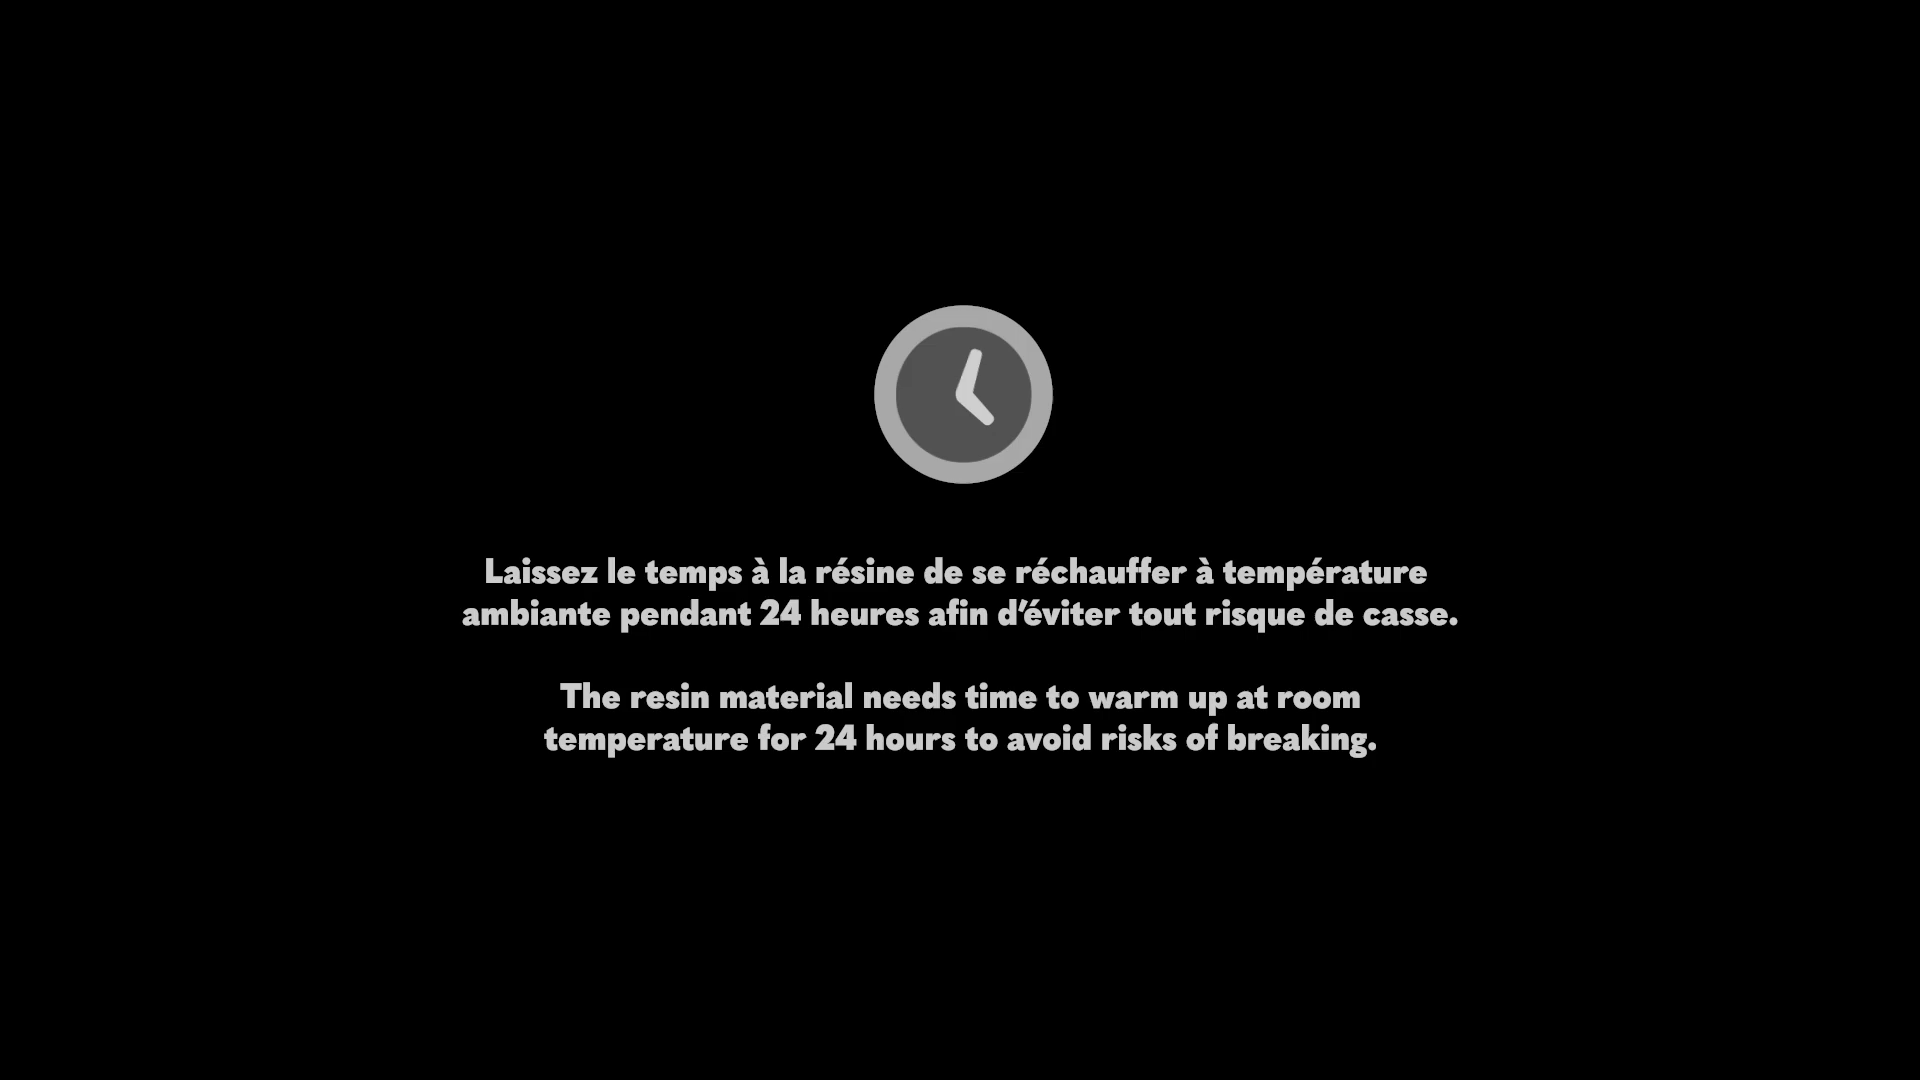 Laissez le temps à la résine de se réchauffer à température
ambiante pendant 24 heures afin d’éviter tout risque de casse.
The resin material needs time to warm up at room
temperature for 24 hours to avoid risks of breaking.